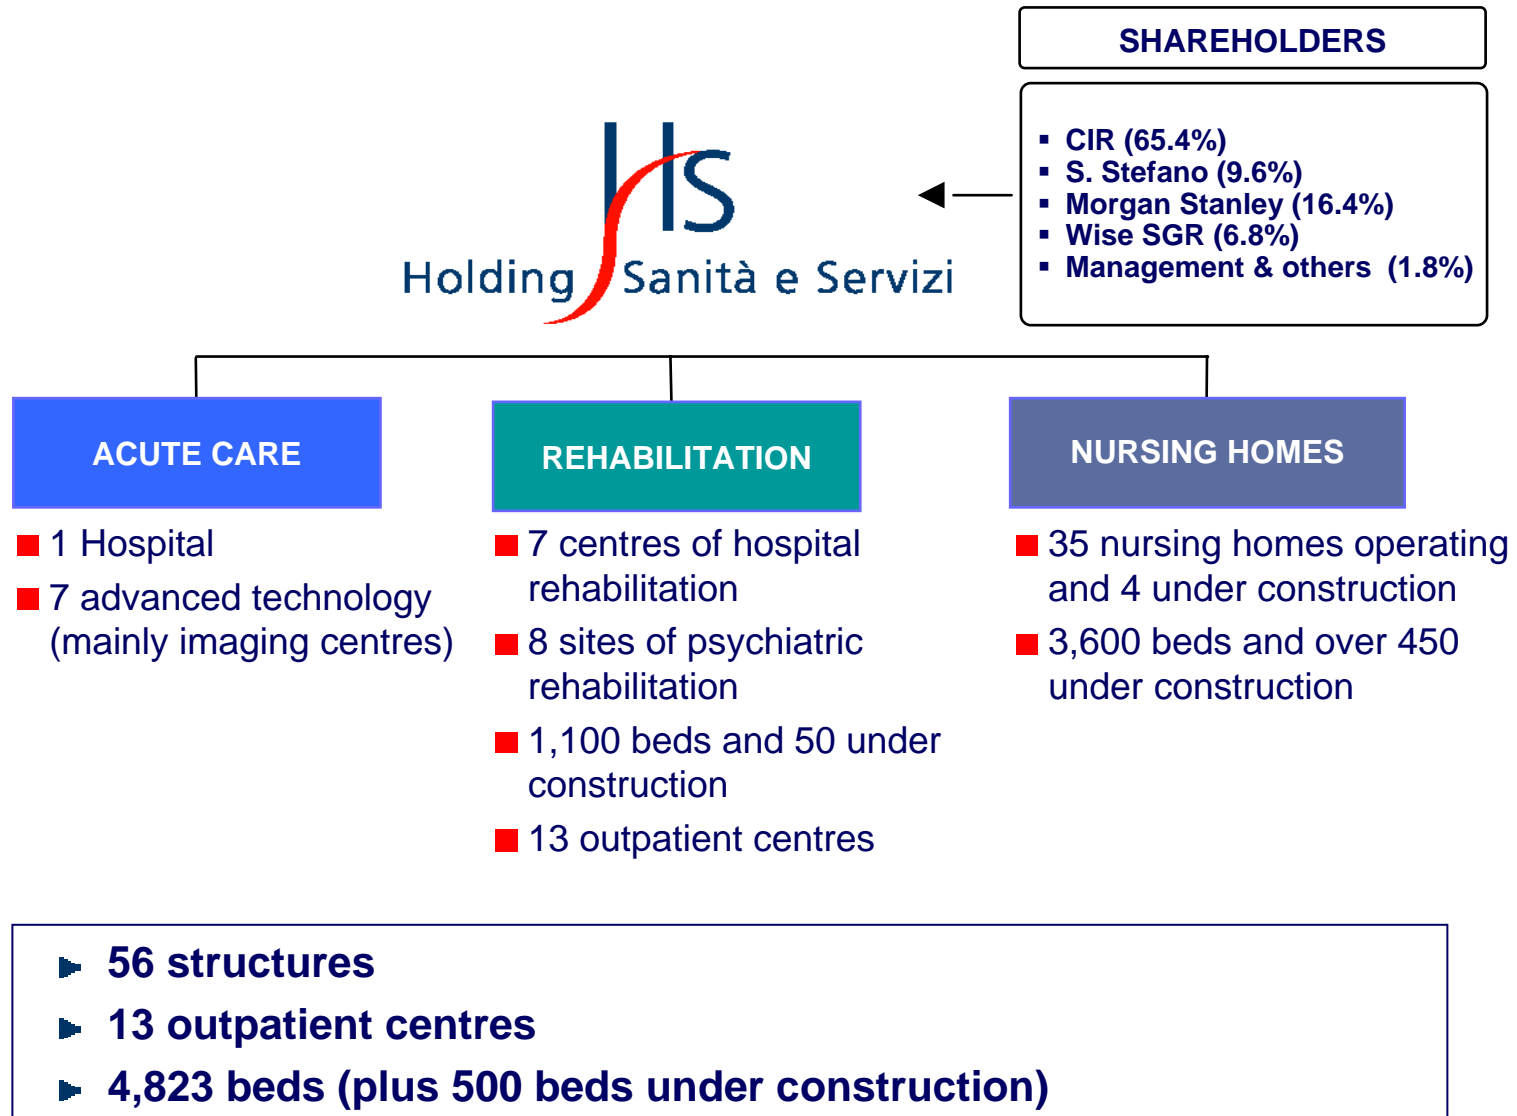 SHAREHOLDERS
▪ CIR (65.4%)
▪ S. Stefano (9.6%)
▪ Morgan Stanley (16.4%)
▪ Wise SGR (6.8%)
▪ Management & others (1.8%)
Hs
Holding Sanità e Servizi
ACUTE CARE
■ 1 Hospital
■ 7 advanced technology
(mainly imaging centres)
REHABILITATION
■ 7 centres of hospital
rehabilitation
■ 8 sites of psychiatric
rehabilitation
■ 1,100 beds and 50 under
construction
■ 13 outpatient centres
NURSING HOMES
■ 35 nursing homes operating
and 4 under construction
■ 3,600 beds and over 450
under construction
► 56 structures
► 13 outpatient centres
► 4,823 beds (plus 500 beds under construction)